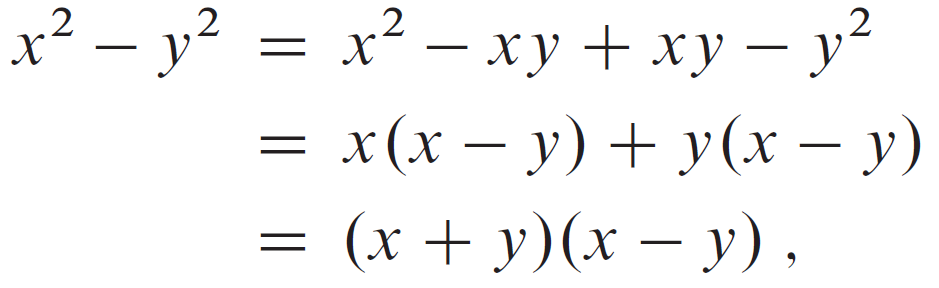 x² − y² = x² − xy + xy − y²
= x(x − y) + y(x − y)
= (x + y)(x − y) ,